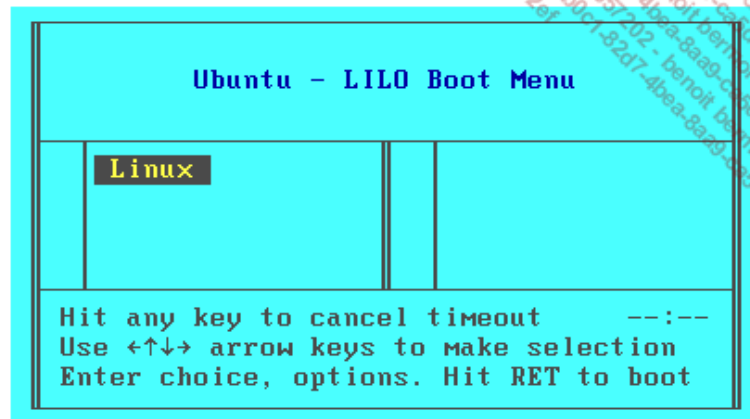 Ubuntu - LILO Boot Menu
Linux
Hit any key to cancel timeout --:--
Use ←↑↓→ arrow keys to make selection
Enter choice, options. Hit RET to boot